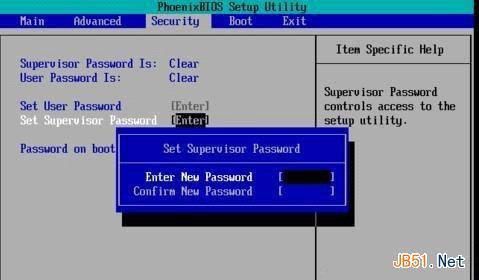 PhoenixBIOS Setup Utility
Main Advanced Security Boot Exit
Item Specific Help
Supervisor Password Is: Clear
User Password Is: Clear
Supervisor Password
controls access to the
setup utility.
Set User Password [Enter]
Set Supervisor Password [Enter]
Password on boot
Set Supervisor Password
Enter New Password [ ]
Confirm New Password [ ]
JB51.Net